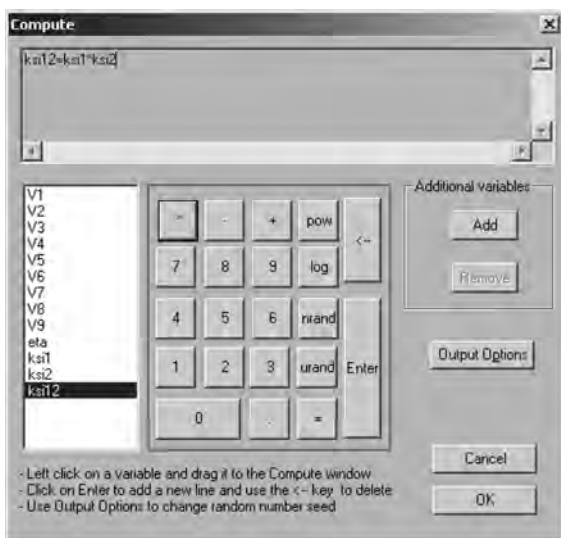 Compute
ksi12=ksi1*ksi2
V1
V2
V3
V4
V5
V6
V7
V8
V9
eta
ksi1
ksi2
ksi12
* - + pow <--
7 8 9 log
4 5 6 nrand
1 2 3 urand Enter
0 . =
Additional variables
Add
Remove
Output Options
Cancel
OK
- Left click on a variable and drag it to the Compute window
- Click on Enter to add a new line and use the <-- key to delete
- Use Output Options to change random number seed